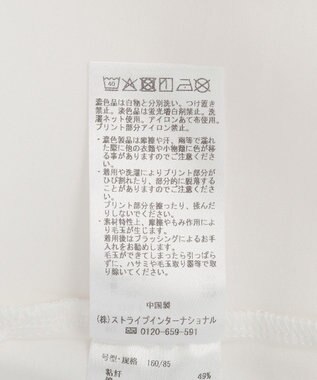 40
濃色品は白物と分別洗い。つけ置き
禁止。淡色品は蛍光増白剤禁止。洗
濯ネット使用。アイロンあて布使用。
プリント部分アイロン禁止。
・濃色製品は摩擦や汗、雨等で濡れ
た際に他の衣類や小物類に色が移
る事がありますのでご注意くださ
い。
・着用や洗濯によりプリント部分が
ひび割れたり、部分的に脱落する
ことがありますのでご注意くださ
い。
プリント部分を擦ったり、揉んだ
りしないでください。
・素材特性上、摩擦やもみ作用によ
り毛玉が生じます。
着用後はブラッシングによるお手
入れをお勧めします。
毛玉ができてしまったら引っぱら
ずに、ハサミや毛玉取り器等で取
り除いてください。
中国製
(株)ストライプインターナショナル
0120-659-591
号型・规格 160/85
粘纤 49%